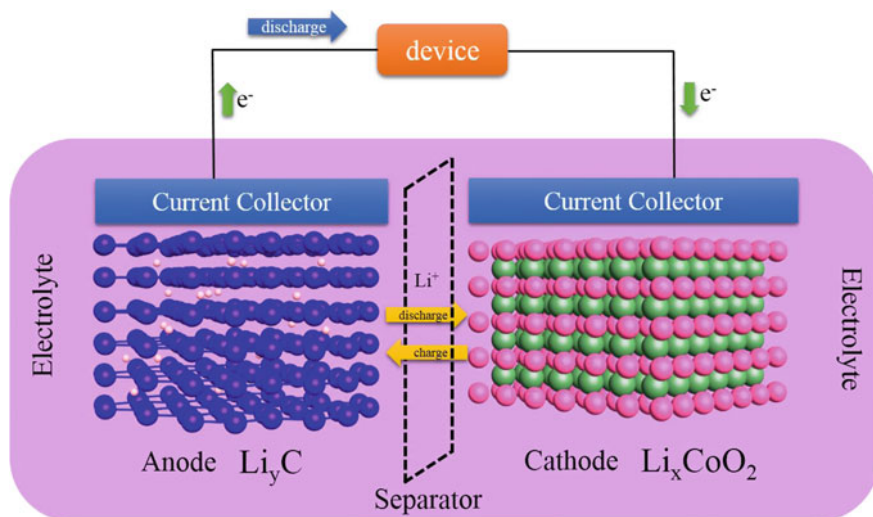 discharge
device
e⁻
e⁻
Current Collector
Current Collector
Electrolyte
Li⁺
discharge
charge
Electrolyte
Anode LiyC
Cathode LixCoO₂
Separator